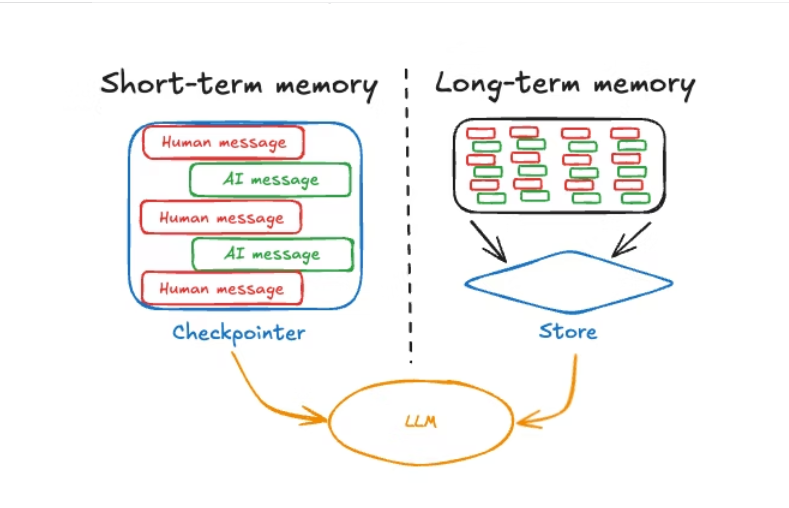 Short-term memory
Human message
AI message
Human message
AI message
Human message
Checkpointer
Long-term memory
Store
LLM